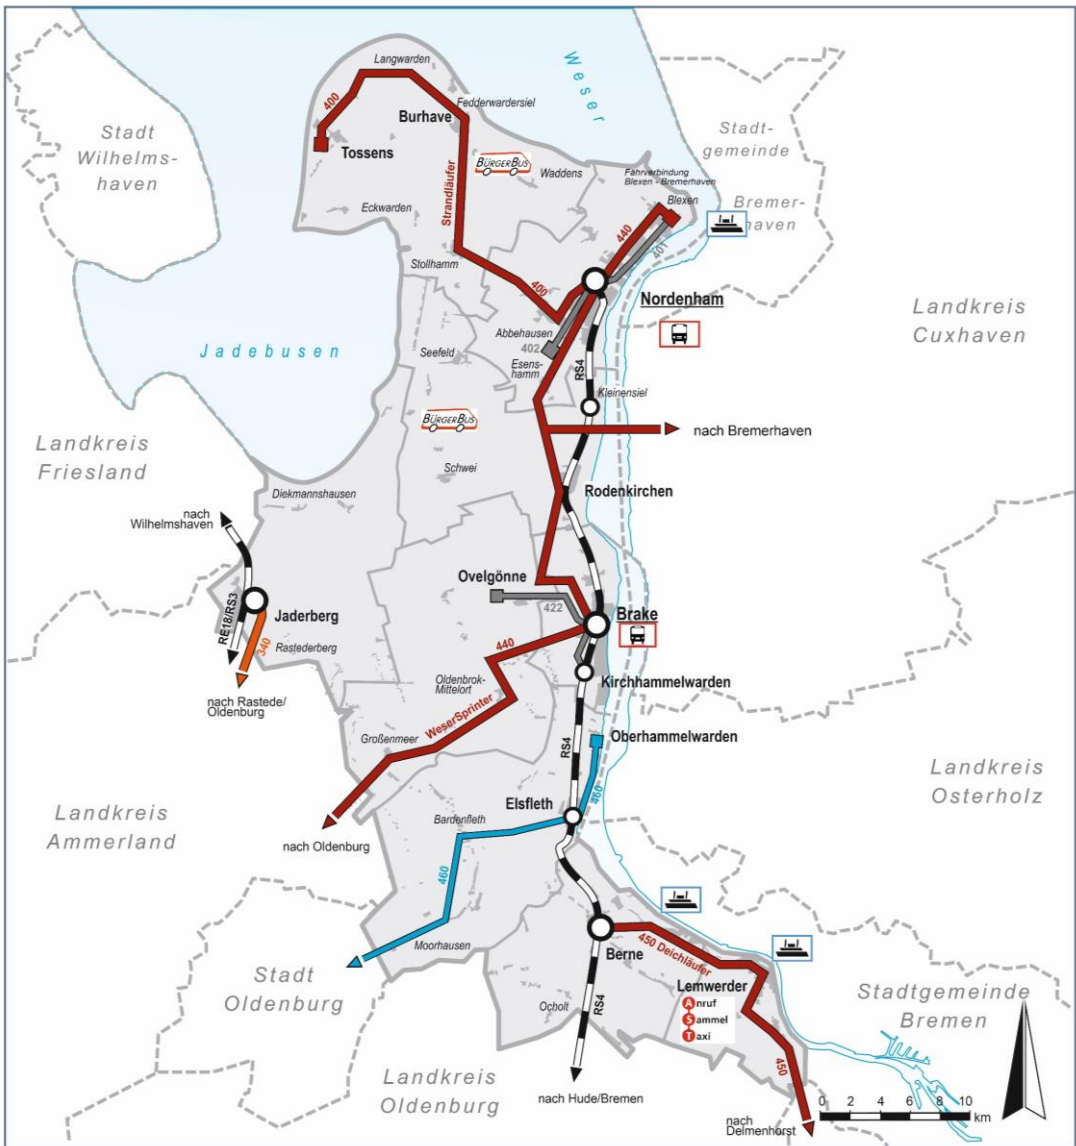 Langwarden
Fedderwardersiel
400
Burhave
Tossens
Weser
Stadt
Wilhelms-
haven
Stadt-
gemeinde
Bremer-
haven
BÜRGERBUS
Waddens
Fährverbindung
Blexen - Bremerhaven
Blexen
Eckwarden
Strandläufer
440
401
Stollhamm
400
Nordenham
Landkreis
Cuxhaven
Abbehausen
402
Esens-
hamm
RS4
Jadebusen
Seefeld
Kleinensiel
BÜRGERBUS
nach Bremerhaven
Landkreis
Friesland
Schwei
Diekmannshausen
Rodenkirchen
nach
Wilhelmshaven
Ovelgönne
422
Brake
Jaderberg
RE18/RS3
340
Rastederberg
440
Oldenbrok-
Mittelort
Kirchhammelwarden
nach Rastede/
Oldenburg
WeserSprinter
Großenmeer
RS4
Oberhammelwarden
460
Landkreis
Osterholz
Elsfleth
Landkreis
Ammerland
Bardenfleth
nach Oldenburg
460
Moorhausen
Berne
450 Deichläufer
Stadt
Oldenburg
Lemwerder
Anruf
Sammel
Taxi
Ocholt
RS4
Stadtgemeinde
Bremen
450
Landkreis
Oldenburg
nach Hude/Bremen
nach
Delmenhorst
0 2 4 6 8 10
km